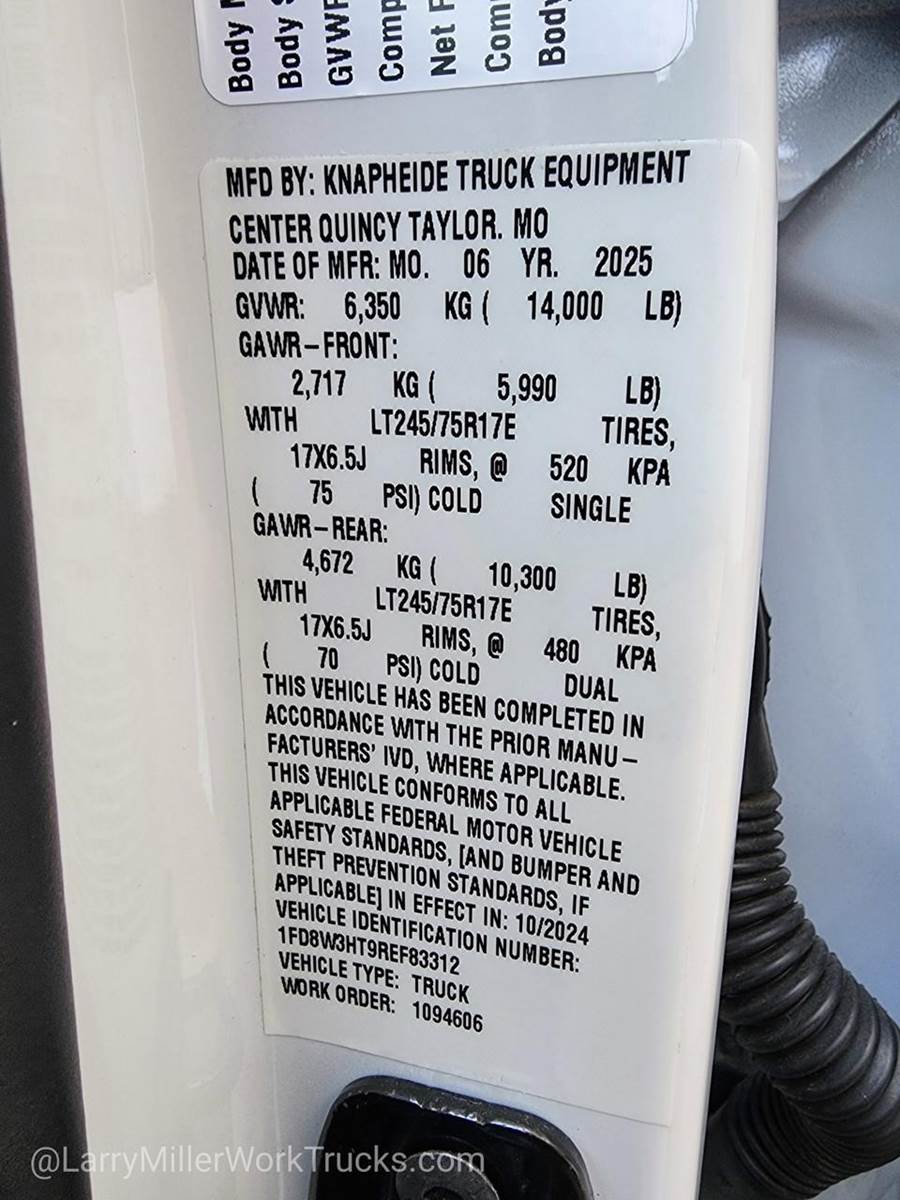 Body
Body
GVWR
Comp
Net
Com
Body
MFD BY: KNAPHEIDE TRUCK EQUIPMENT
CENTER QUINCY TAYLOR. MO
DATE OF MFR: MO. 06 YR. 2025
GVWR: 6,350 KG ( 14,000 LB)
GAWR-FRONT:
2,717 KG ( 5,990 LB)
WITH LT245/75R17E TIRES,
17X6.5J RIMS, @ 520 KPA
( 75 PSI) COLD SINGLE
GAWR-REAR:
4,672 KG ( 10,300 LB)
WITH LT245/75R17E TIRES,
17X6.5J RIMS, @ 480 KPA
( 70 PSI) COLD DUAL
THIS VEHICLE HAS BEEN COMPLETED IN
ACCORDANCE WITH THE PRIOR MANU-
FACTURERS' IVD, WHERE APPLICABLE.
THIS VEHICLE CONFORMS TO ALL
APPLICABLE FEDERAL MOTOR VEHICLE
SAFETY STANDARDS, [AND BUMPER AND
THEFT PREVENTION STANDARDS, IF
APPLICABLE] IN EFFECT IN: 10/2024
VEHICLE IDENTIFICATION NUMBER:
1FD8W3HT9REF83312
VEHICLE TYPE: TRUCK
WORK ORDER: 1094606
@LarryMillerWorkTrucks.com